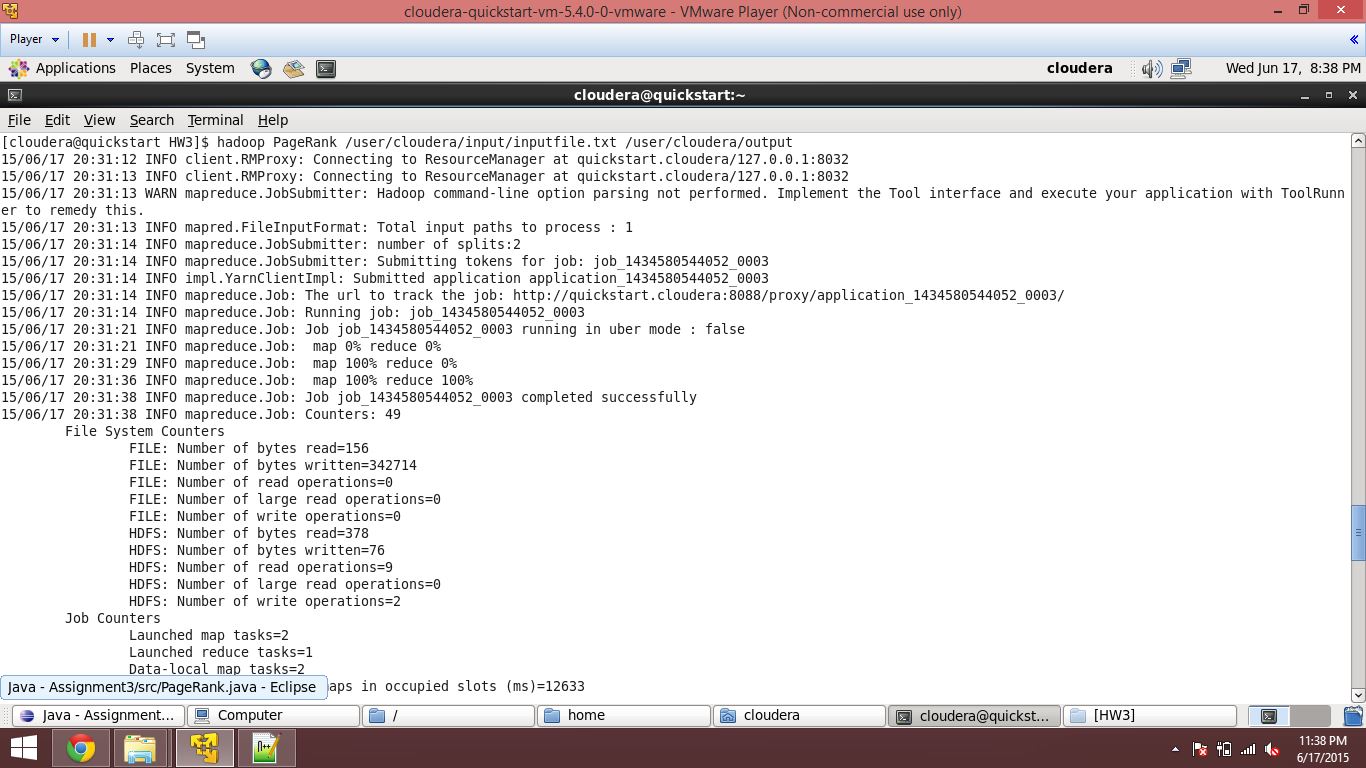 cloudera-quickstart-vm-5.4.0-0-vmware - VMware Player (Non-commercial use only)
Player
Applications Places System cloudera Wed Jun 17, 8:38 PM
cloudera@quickstart:~
File Edit View Search Terminal Help
[cloudera@quickstart HW3]$ hadoop PageRank /user/cloudera/input/inputfile.txt /user/cloudera/output
15/06/17 20:31:12 INFO client.RMProxy: Connecting to ResourceManager at quickstart.cloudera/127.0.0.1:8032
15/06/17 20:31:13 INFO client.RMProxy: Connecting to ResourceManager at quickstart.cloudera/127.0.0.1:8032
15/06/17 20:31:13 WARN mapreduce.JobSubmitter: Hadoop command-line option parsing not performed. Implement the Tool interface and execute your application with ToolRunn
er to remedy this.
15/06/17 20:31:13 INFO mapred.FileInputFormat: Total input paths to process : 1
15/06/17 20:31:14 INFO mapreduce.JobSubmitter: number of splits:2
15/06/17 20:31:14 INFO mapreduce.JobSubmitter: Submitting tokens for job: job_1434580544052_0003
15/06/17 20:31:14 INFO impl.YarnClientImpl: Submitted application application_1434580544052_0003
15/06/17 20:31:14 INFO mapreduce.Job: The url to track the job: http://quickstart.cloudera:8088/proxy/application_1434580544052_0003/
15/06/17 20:31:14 INFO mapreduce.Job: Running job: job_1434580544052_0003
15/06/17 20:31:21 INFO mapreduce.Job: Job job_1434580544052_0003 running in uber mode : false
15/06/17 20:31:21 INFO mapreduce.Job:  map 0% reduce 0%
15/06/17 20:31:29 INFO mapreduce.Job:  map 100% reduce 0%
15/06/17 20:31:36 INFO mapreduce.Job:  map 100% reduce 100%
15/06/17 20:31:38 INFO mapreduce.Job: Job job_1434580544052_0003 completed successfully
15/06/17 20:31:38 INFO mapreduce.Job: Counters: 49
File System Counters
FILE: Number of bytes read=156
FILE: Number of bytes written=342714
FILE: Number of read operations=0
FILE: Number of large read operations=0
FILE: Number of write operations=0
HDFS: Number of bytes read=378
HDFS: Number of bytes written=76
HDFS: Number of read operations=9
HDFS: Number of large read operations=0
HDFS: Number of write operations=2
Job Counters
Launched map tasks=2
Launched reduce tasks=1
Data-local map tasks=2
Java - Assignment3/src/PageRank.java - Eclipse aps in occupied slots (ms)=12633
Java - Assignment... Computer / home cloudera cloudera@quickst... [HW3]
11:38 PM
6/17/2015